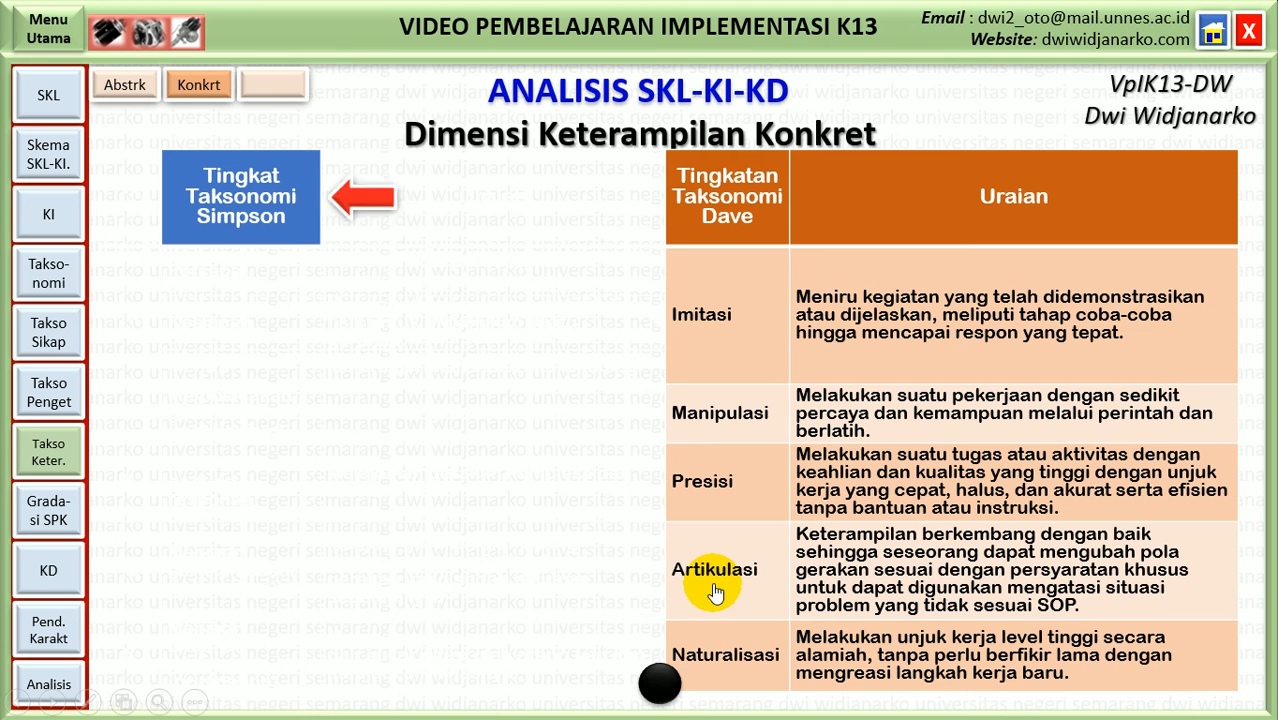 Menu
Utama
VIDEO PEMBELAJARAN IMPLEMENTASI K13
Email : dwi2_oto@mail.unnes.ac.id
Website: dwiwidjanarko.com
X
SKL
Skema
SKL-KI.
KI
Takso-
nomi
Takso
Sikap
Takso
Penget
Takso
Keter.
Grada-
si SPK
KD
Pend.
Karakt
Analisis
Abstrk
Konkrt
ANALISIS SKL-KI-KD
Dimensi Keterampilan Konkret
VpIK13-DW
Dwi Widjanarko
Tingkat
Taksonomi
Simpson
Tingkatan
Taksonomi
Dave
Uraian
Imitasi
Meniru kegiatan yang telah didemonstrasikan
atau dijelaskan, meliputi tahap coba-coba
hingga mencapai respon yang tepat.
Manipulasi
Melakukan suatu pekerjaan dengan sedikit
percaya dan kemampuan melalui perintah dan
berlatih.
Presisi
Melakukan suatu tugas atau aktivitas dengan
keahlian dan kualitas yang tinggi dengan unjuk
kerja yang cepat, halus, dan akurat serta efisien
tanpa bantuan atau instruksi.
Artikulasi
Keterampilan berkembang dengan baik
sehingga seseorang dapat mengubah pola
gerakan sesuai dengan persyaratan khusus
untuk dapat digunakan mengatasi situasi
problem yang tidak sesuai SOP.
Naturalisasi
Melakukan unjuk kerja level tinggi secara
alamiah, tanpa perlu berfikir lama dengan
mengreasi langkah kerja baru.